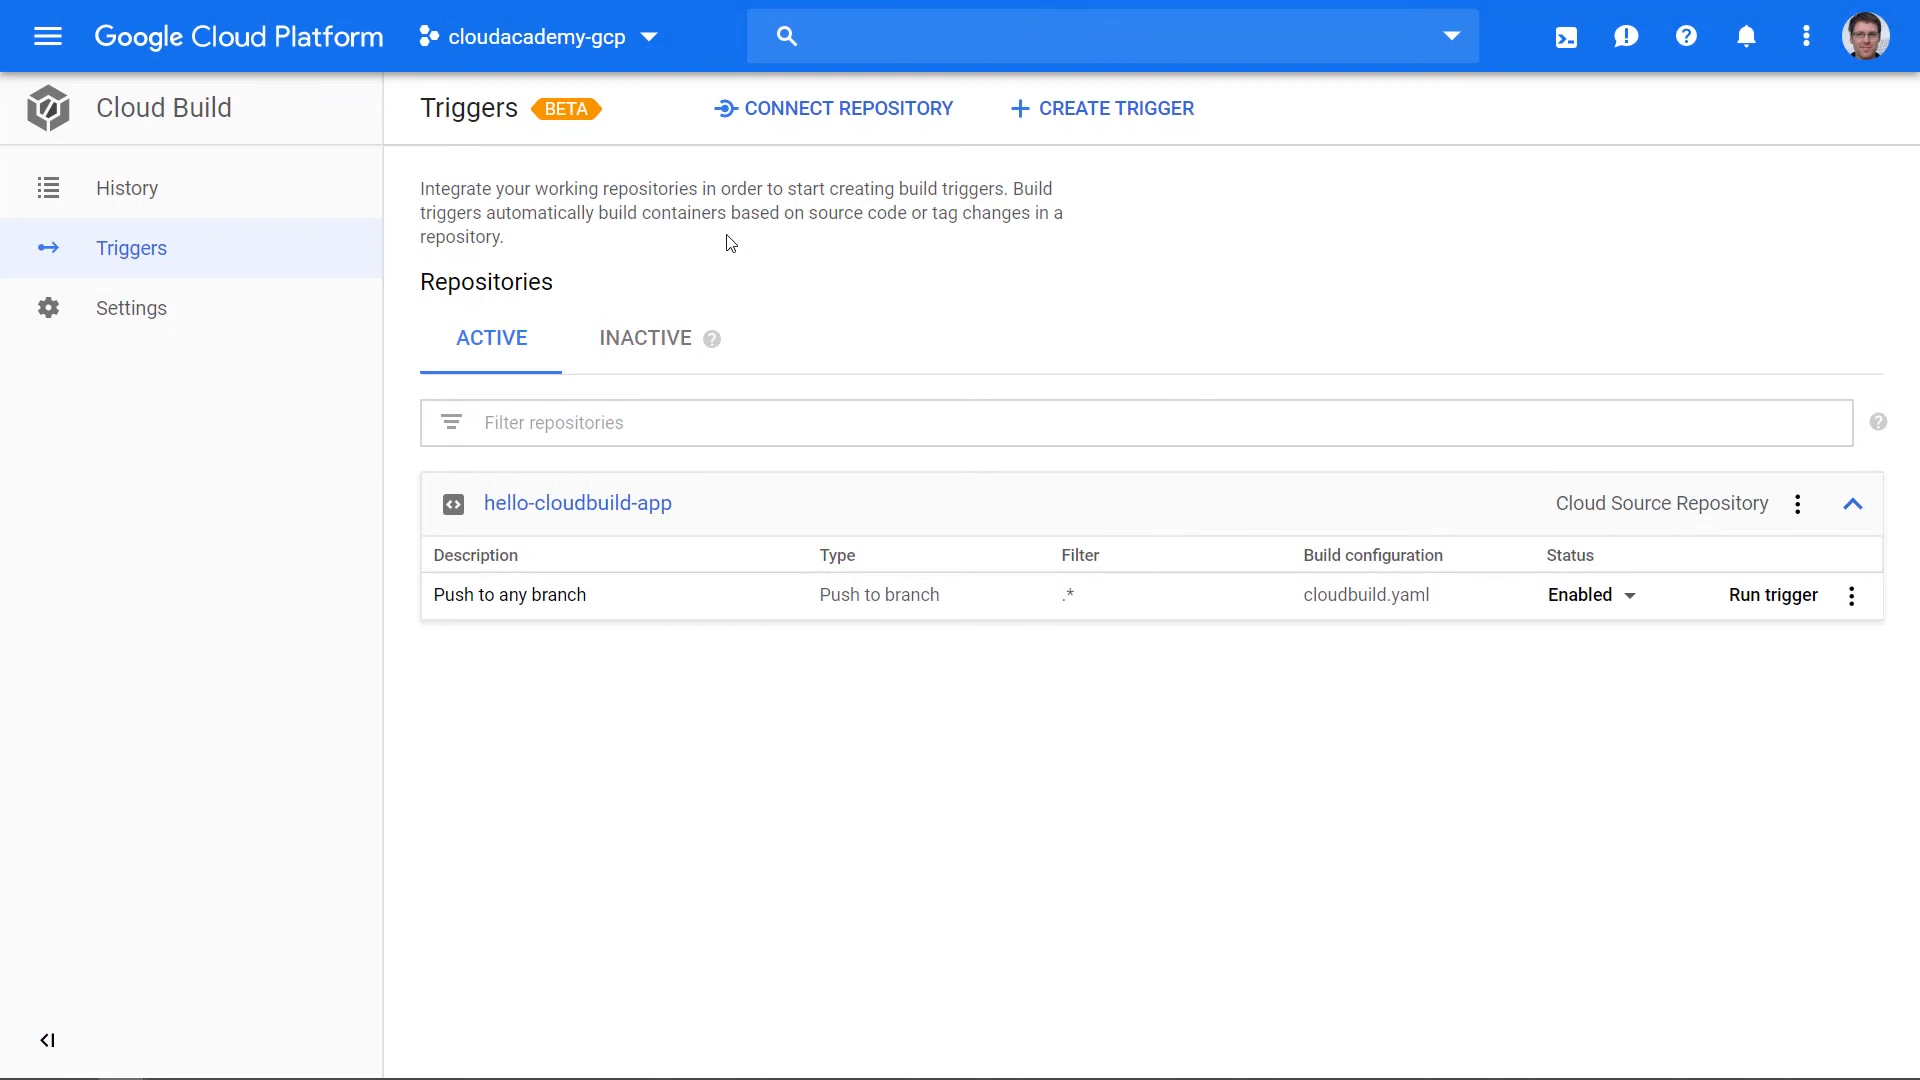 Google Cloud Platform
cloudacademy-gcp
Cloud Build
Triggers BETA
CONNECT REPOSITORY
CREATE TRIGGER
History
Triggers
Settings
Integrate your working repositories in order to start creating build triggers. Build
triggers automatically build containers based on source code or tag changes in a
repository.
Repositories
ACTIVE
INACTIVE
Filter repositories
hello-cloudbuild-app
Cloud Source Repository
Description Type Filter Build configuration Status
Push to any branch Push to branch .* cloudbuild.yaml Enabled Run trigger